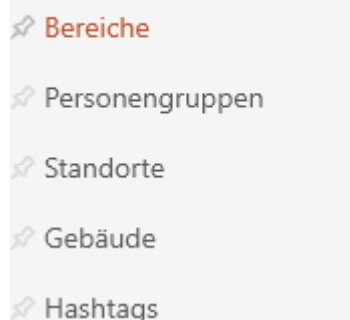 Bereiche
Personengruppen
Standorte
Gebäude
Hashtags